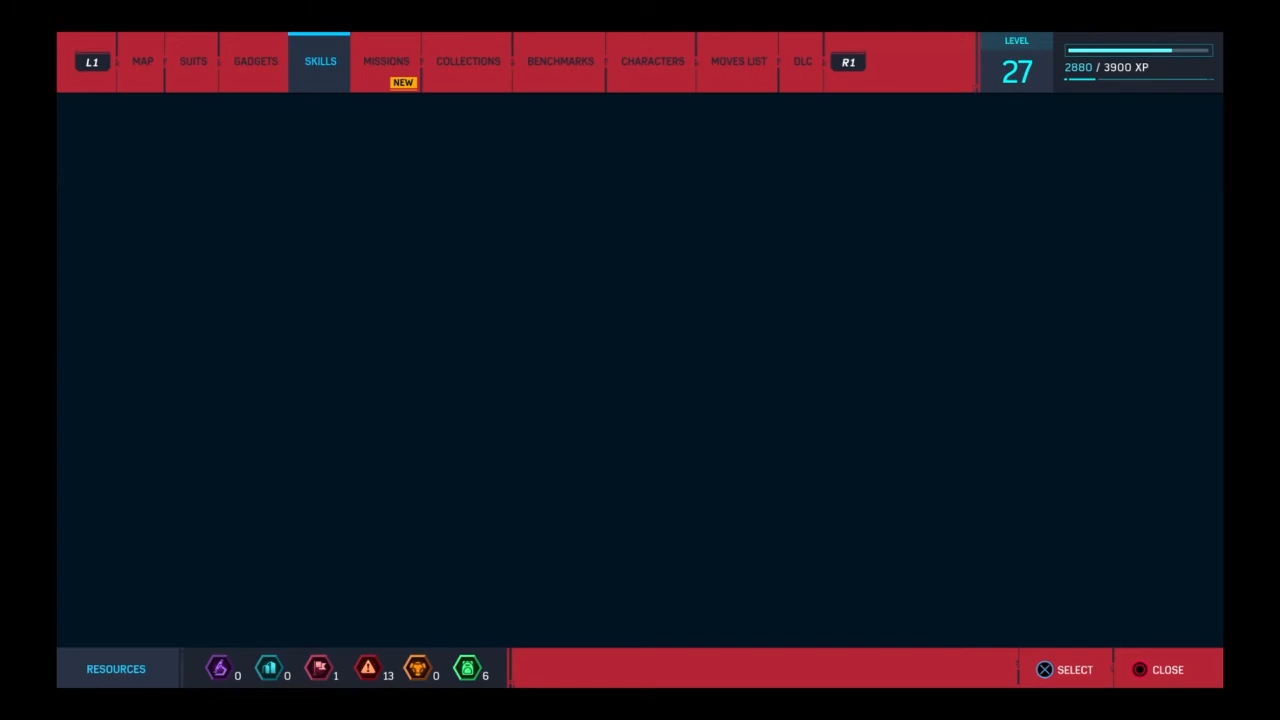 L1 MAP SUITS GADGETS SKILLS MISSIONS COLLECTIONS BENCHMARKS CHARACTERS MOVES LIST DLC R1
NEW
LEVEL
27
2880 / 3900 XP
RESOURCES 0 0 1 13 0 6 SELECT CLOSE